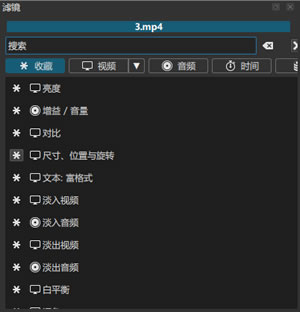 滤镜
3.mp4
搜索
收藏 视频 音频 时间
亮度
增益 / 音量
对比
尺寸、位置与旋转
文本: 富格式
淡入视频
淡入音频
淡出视频
淡出音频
白平衡